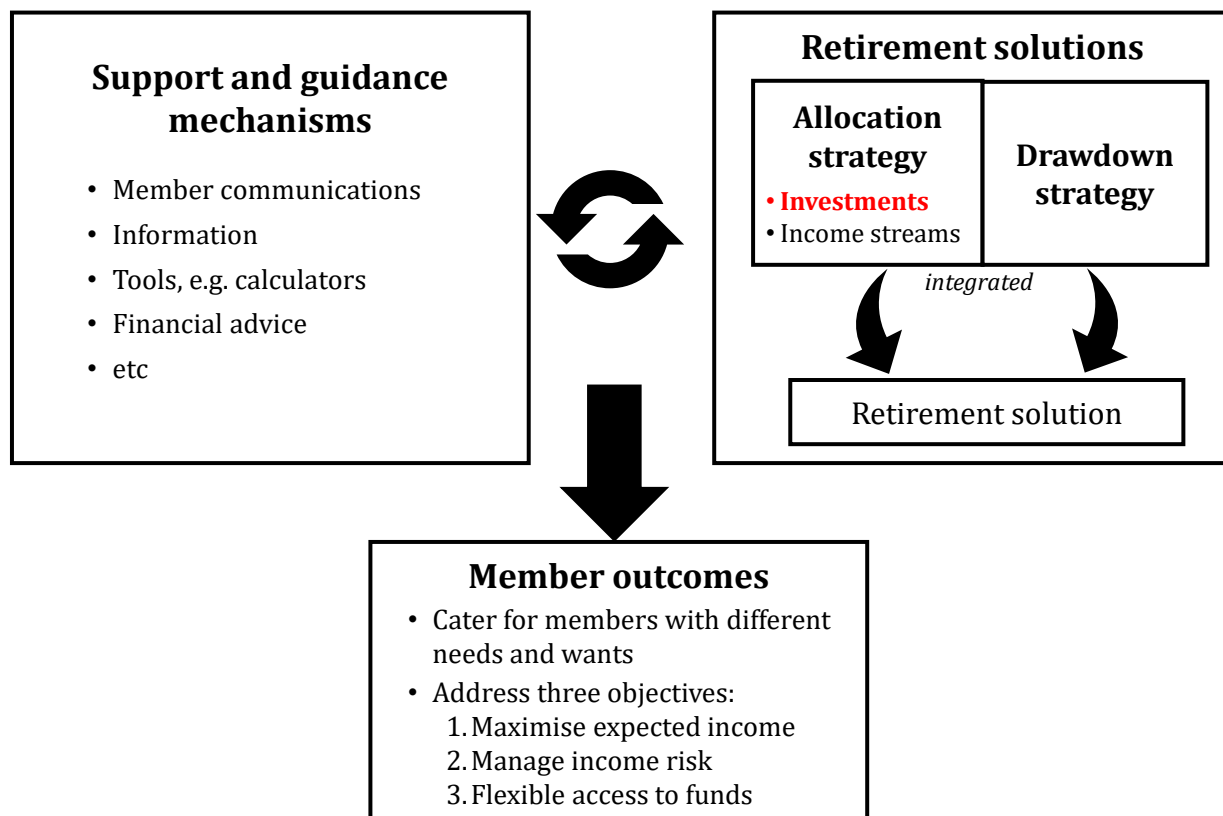 Support and guidance
mechanisms
• Member communications
• Information
• Tools, e.g. calculators
• Financial advice
• etc
Retirement solutions
Allocation
strategy
• Investments
• Income streams
Drawdown
strategy
integrated
Retirement solution
Member outcomes
• Cater for members with different
needs and wants
• Address three objectives:
1. Maximise expected income
2. Manage income risk
3. Flexible access to funds